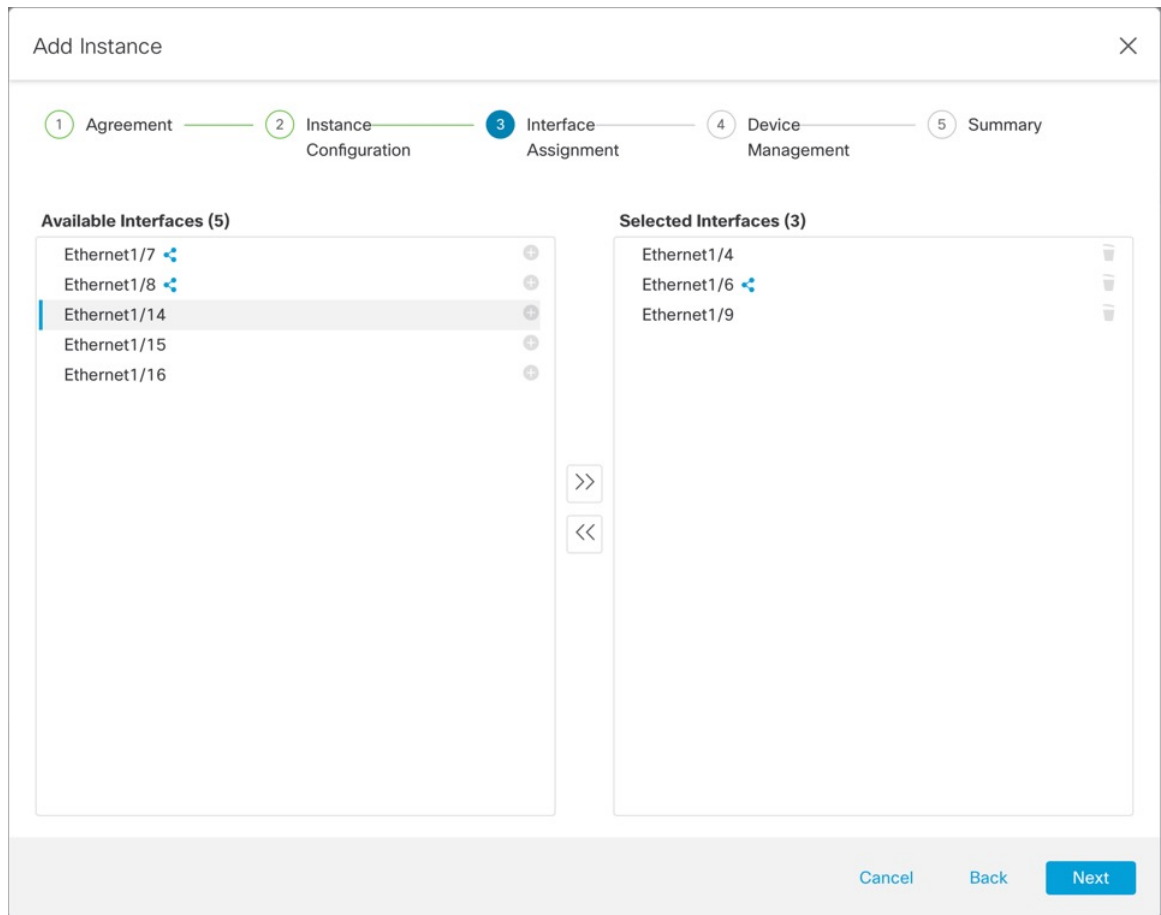 Add Instance
1 Agreement 2 Instance Configuration 3 Interface Assignment 4 Device Management 5 Summary
Available Interfaces (5)
Ethernet1/7
Ethernet1/8
Ethernet1/14
Ethernet1/15
Ethernet1/16
Selected Interfaces (3)
Ethernet1/4
Ethernet1/6
Ethernet1/9
Cancel Back Next